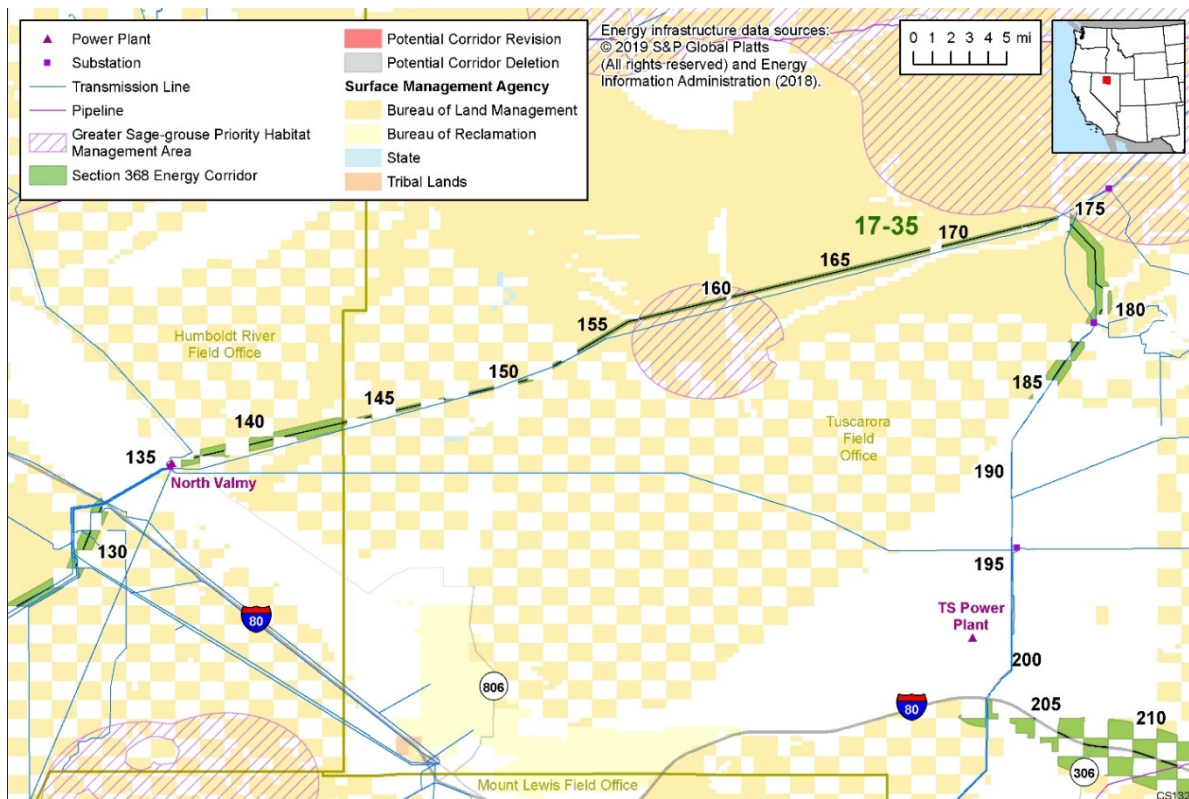 Power Plant
Substation
Transmission Line
Pipeline
Greater Sage-grouse Priority Habitat
Management Area
Section 368 Energy Corridor
Potential Corridor Revision
Potential Corridor Deletion
Surface Management Agency
Bureau of Land Management
Bureau of Reclamation
State
Tribal Lands
Energy infrastructure data sources:
© 2019 S&P Global Platts
(All rights reserved) and Energy
Information Administration (2018).
0 1 2 3 4 5 mi
17-35
175
170
165
160
180
155
Humboldt River
Field Office
150
185
145
140
Tuscarora
Field
Office
135
North Valmy
190
130
195
80
TS Power
Plant
200
806
80
205
210
306
Mount Lewis Field Office
CS132